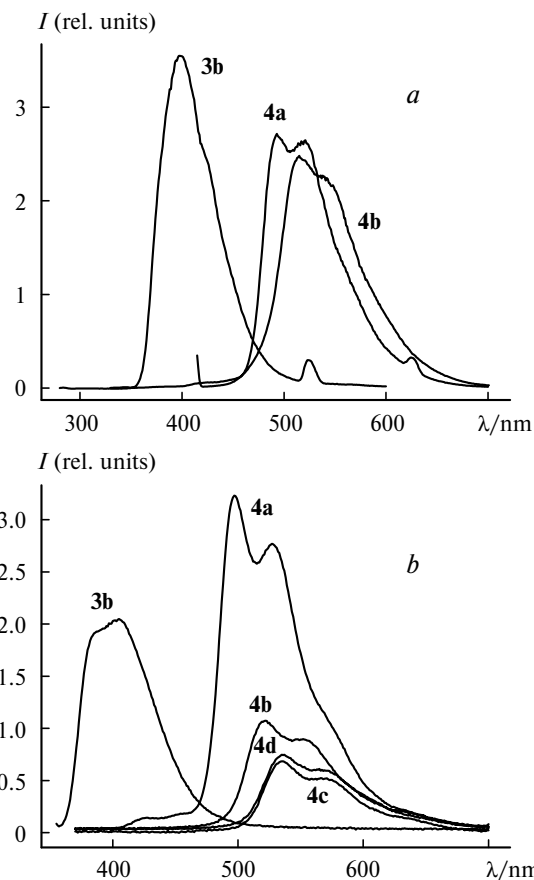 I (rel. units)
3b
a
4a
3
4b
2
1
0
300 400 500 600 λ/nm
I (rel. units)
4a
3.0
b
2.5
3b
2.0
1.5
4b
1.0
4d
0.5
4c
0
400 500 600 λ/nm